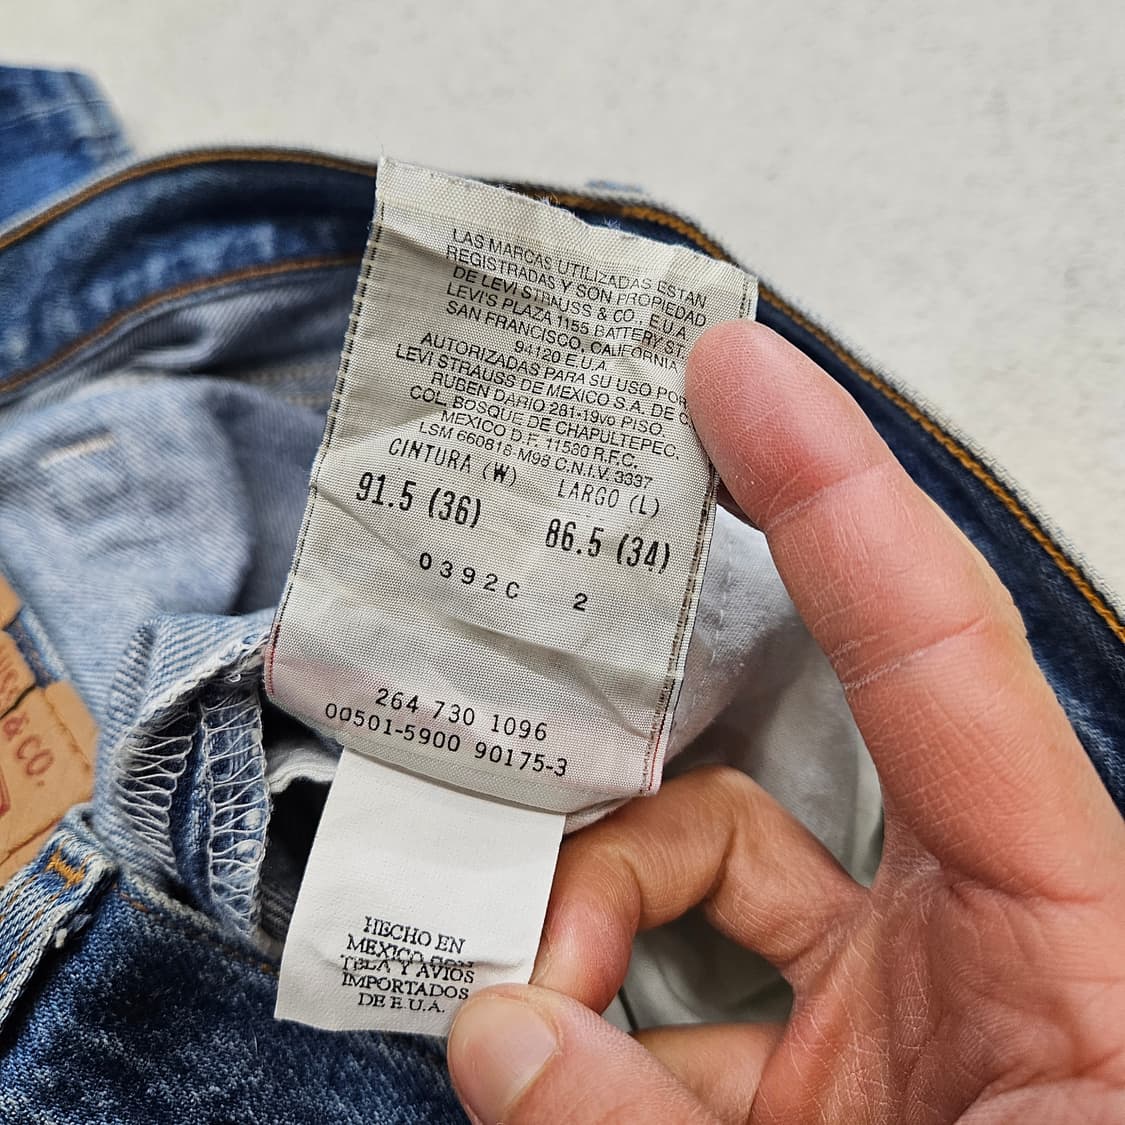 LAS MARCAS UTILIZADAS ESTAN
REGISTRADAS Y SON PROPIEDAD
DE LEVI STRAUSS & CO., E.U.A.
LEVI'S PLAZA 1155 BATTERY ST.
SAN FRANCISCO, CALIFORNIA
94120 E.U.A.
AUTORIZADAS PARA SU USO POR
LEVI STRAUSS DE MEXICO S.A. DE C
RUBEN DARIO 281-19vo PISO.
COL. BOSQUE DE CHAPULTEPEC.
MEXICO D.F. 11580 R.F.C.
LSM 660818-M98 C.N.I.V. 3337
CINTURA (W) LARGO (L)
91.5 (36) 86.5 (34)
0392C 2
264 730 1096
00501-5900 90175-3
HECHO EN
MEXICO CON
TELA Y AVIOS
IMPORTADOS
DE E.U.A.
& CO.